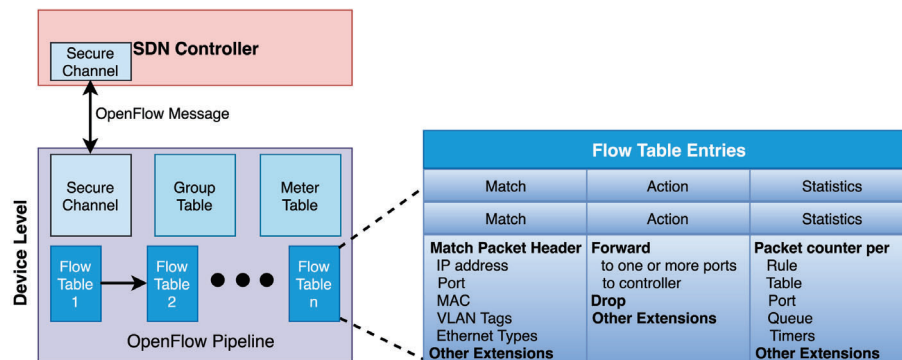 SDN Controller
Secure
Channel
OpenFlow Message
Device Level
Secure
Channel
Group
Table
Meter
Table
Flow
Table
1
Flow
Table
2
Flow
Table
n
OpenFlow Pipeline
Flow Table Entries
Match Action Statistics
Match Action Statistics
Match Packet Header
IP address
Port
MAC
VLAN Tags
Ethernet Types
Other Extensions
Forward
to one or more ports
to controller
Drop
Other Extensions
Packet counter per
Rule
Table
Port
Queue
Timers
Other Extensions